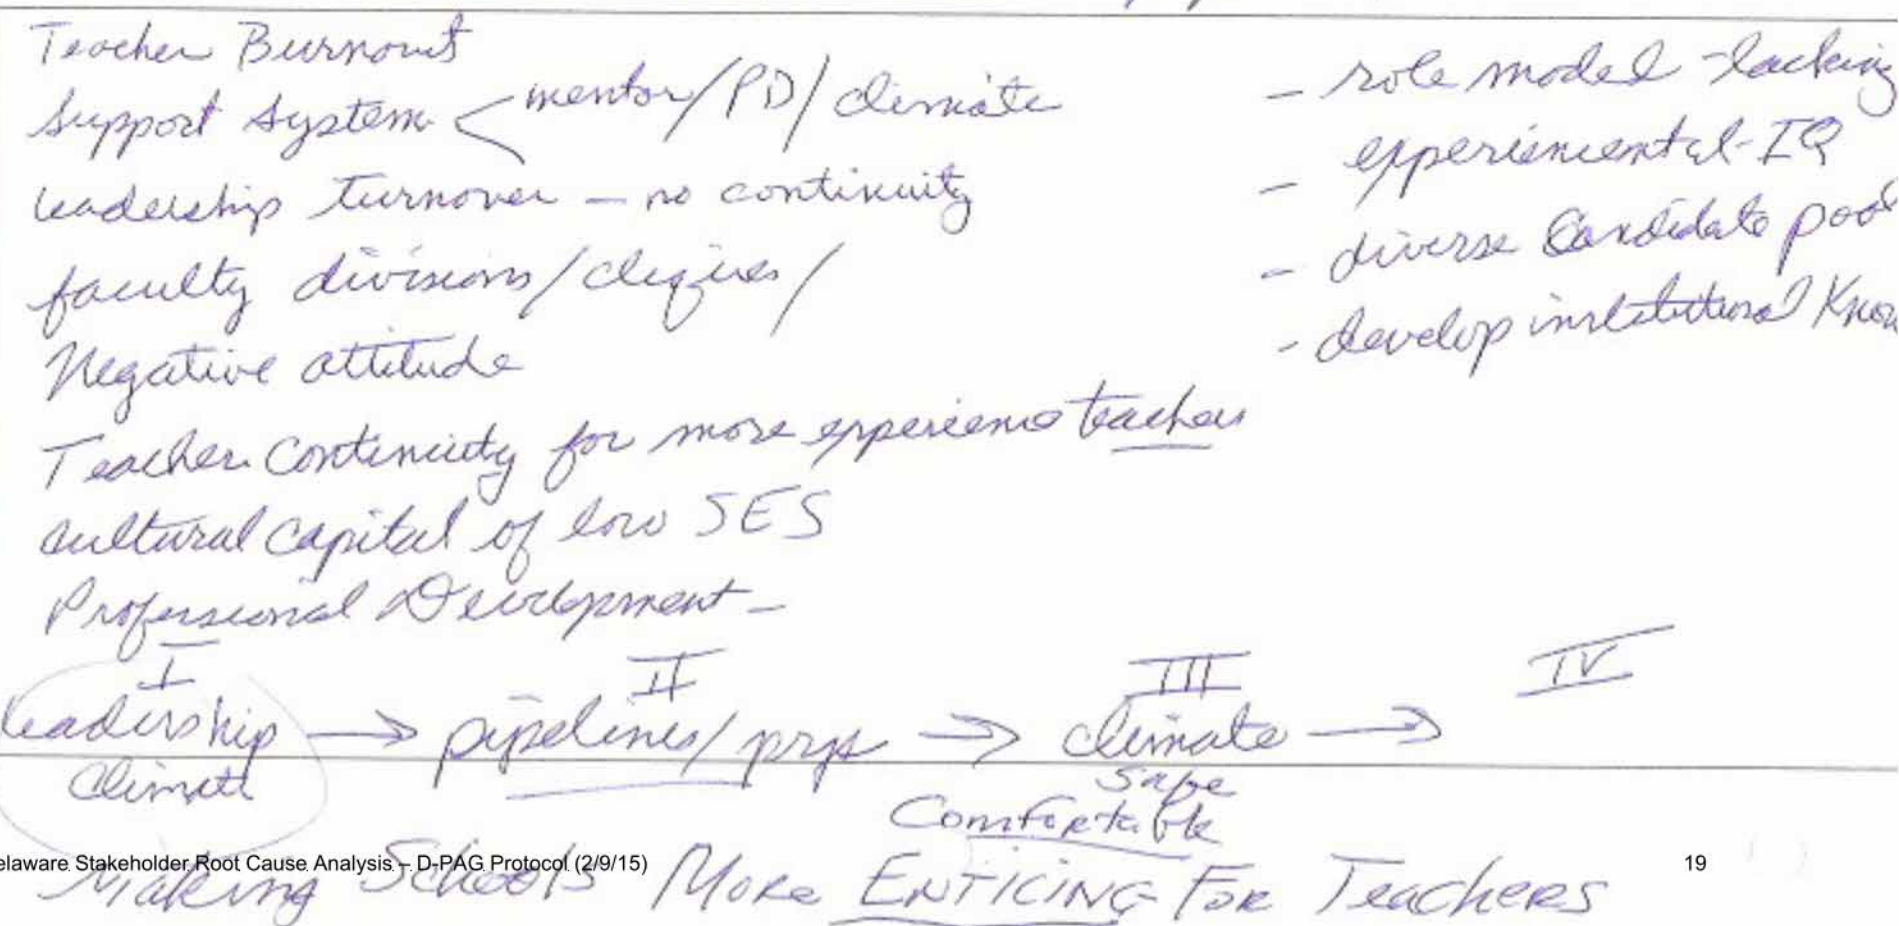 Teacher Burnout
Support System < mentor/PD/climate
leadership turnover – no continuity
faculty divisions/cliques/
Negative attitude
Teacher Continuity for more experience teachers
cultural capital of low SES
Professional Development –
- role model - lacking
- experiential-IQ
- diverse Candidate pool
- develop institutional Know
I II III IV
leadership → pipelines/prgs → climate →
Climate
Safe
Comfortable
elaware Stakeholder Root Cause Analysis – D-PAG Protocol (2/9/15) 19
Making Schools More ENTICING For Teachers